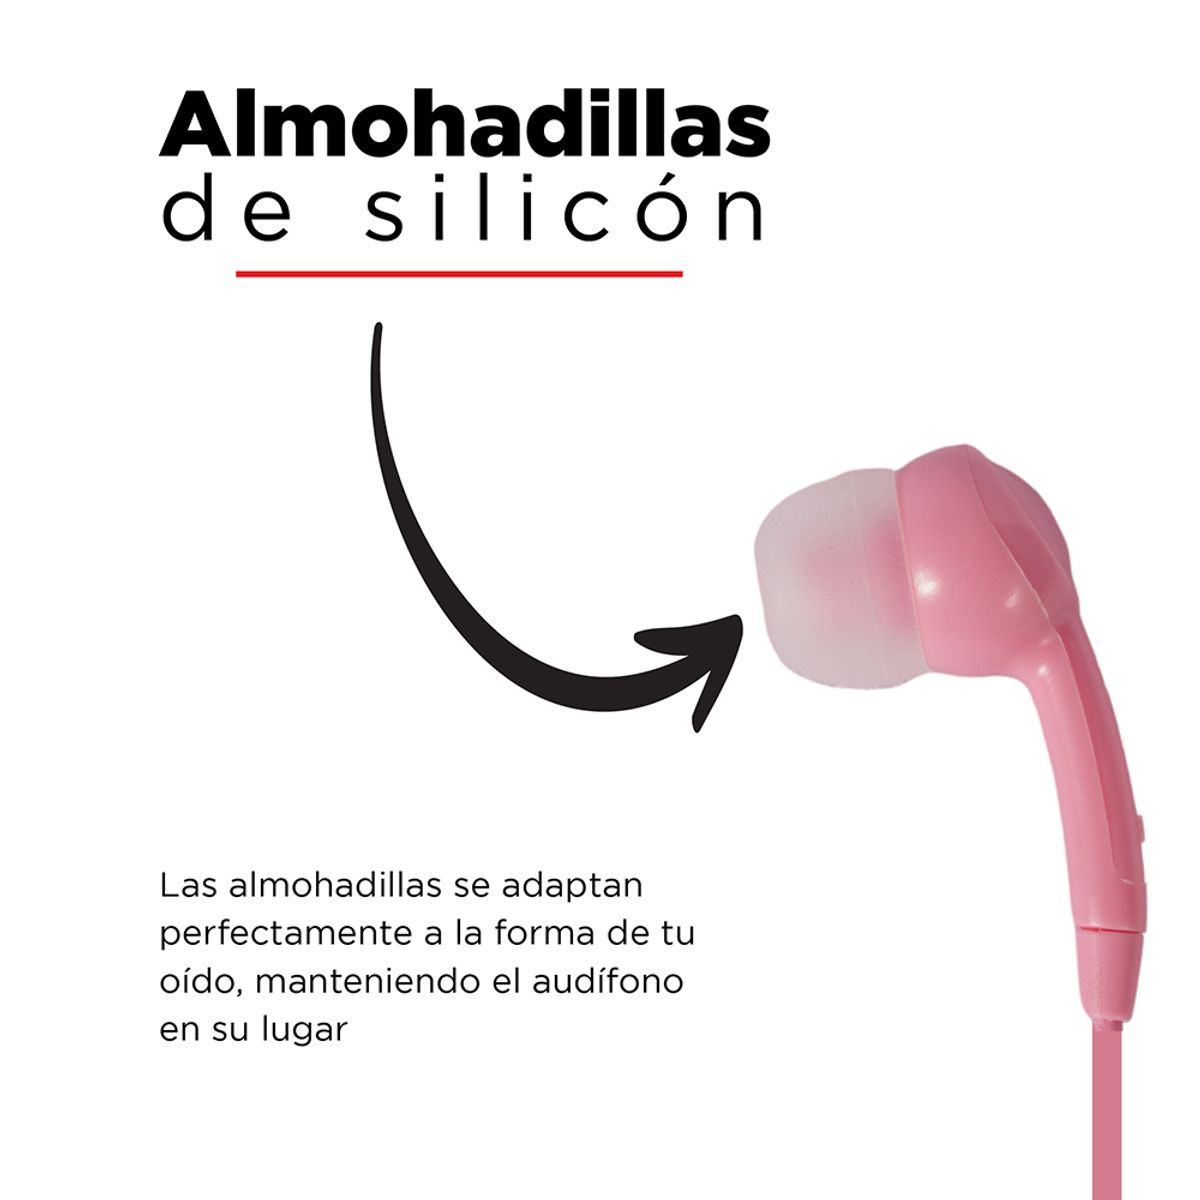 Almohadillas
de silicón
Las almohadillas se adaptan
perfectamente a la forma de tu
oído, manteniendo el audífono
en su lugar